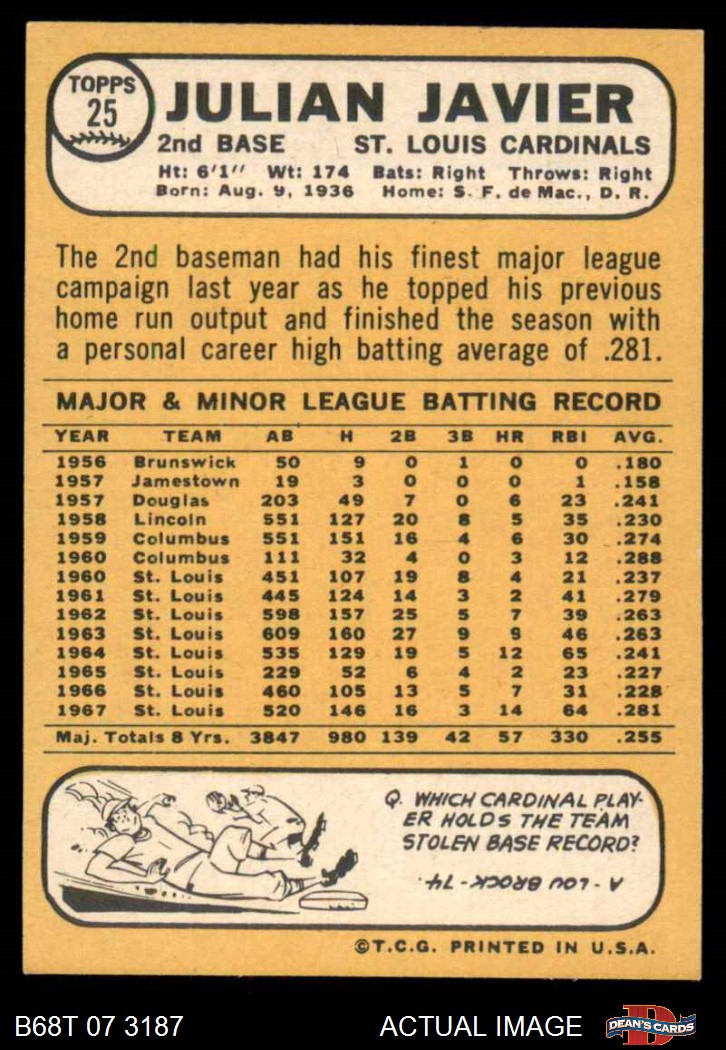 TOPPS
25
JULIAN JAVIER
2nd BASE ST. LOUIS CARDINALS
Ht: 6'1" Wt: 174 Bats: Right Throws: Right
Born: Aug. 9, 1936 Home: S. F. de Mac., D. R.
The 2nd baseman had his finest major league
campaign last year as he topped his previous
home run output and finished the season with
a personal career high batting average of .281.
MAJOR & MINOR LEAGUE BATTING RECORD
YEAR TEAM AB H 2B 3B HR RBI AVG.
1956 Brunswick 50 9 0 1 0 0 .180
1957 Jamestown 19 3 0 0 0 1 .158
1957 Douglas 203 49 7 0 6 23 .241
1958 Lincoln 551 127 20 8 5 35 .230
1959 Columbus 551 151 16 4 6 30 .274
1960 Columbus 111 32 4 0 3 12 .288
1960 St. Louis 451 107 19 8 4 21 .237
1961 St. Louis 445 124 14 3 2 41 .279
1962 St. Louis 598 157 25 5 7 39 .263
1963 St. Louis 609 160 27 9 9 46 .263
1964 St. Louis 535 129 19 5 12 65 .241
1965 St. Louis 229 52 6 4 2 23 .227
1966 St. Louis 460 105 13 5 7 31 .228
1967 St. Louis 520 146 16 3 14 64 .281
Maj. Totals 8 Yrs. 3847 980 139 42 57 330 .255
Q. WHICH CARDINAL PLAY-
ER HOLDS THE TEAM
STOLEN BASE RECORD?
A - LOU BROCK - 74.
©T.C.G. PRINTED IN U.S.A.
B68T 07 3187 ACTUAL IMAGE
D
DEAN'S CARDS